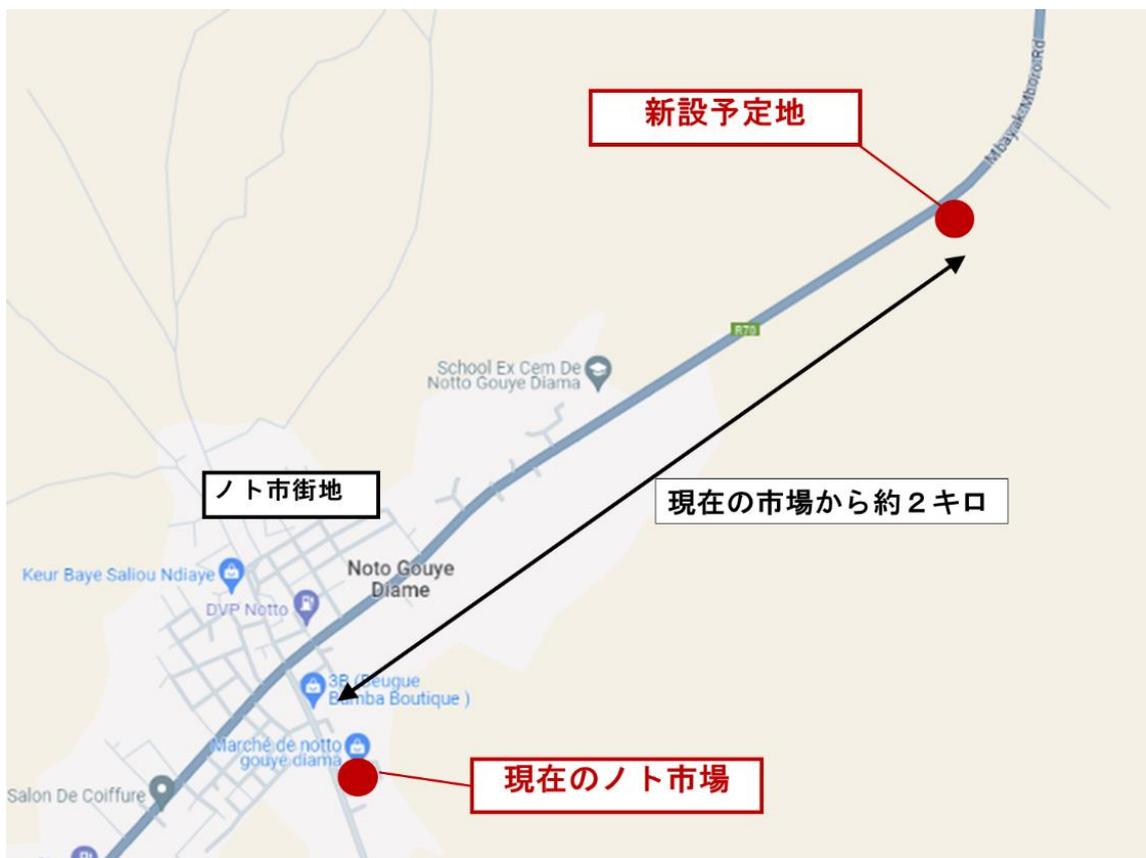 新設予定地
Mbayak-Mboro Rd
R70
School Ex Cem De
Notto Gouye Diama
ノト市街地
現在の市場から約２キロ
Keur Baye Saliou Ndiaye
Noto Gouye
Diame
DVP Notto
3B (Beugue
Bamba Boutique )
Marché de notto
gouye diama
現在のノト市場
Salon De Coiffure